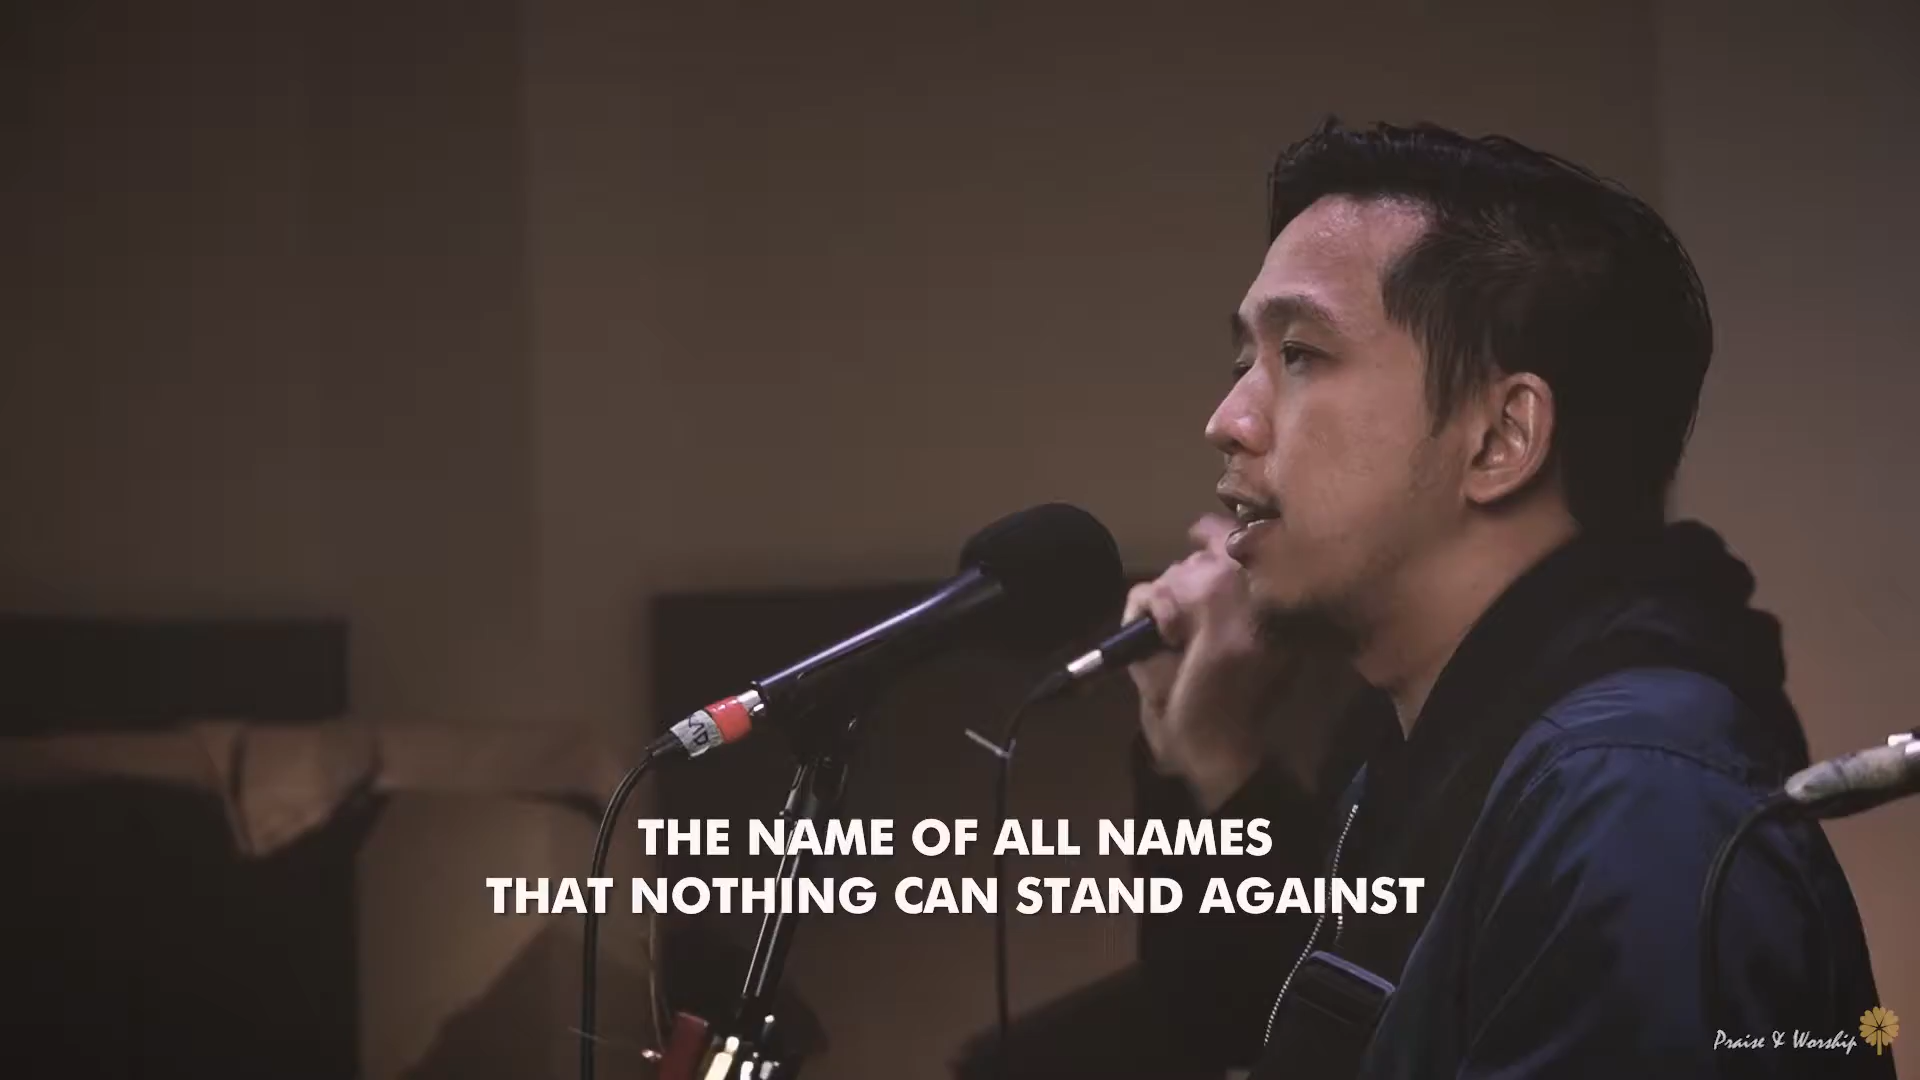 THE NAME OF ALL NAMES
THAT NOTHING CAN STAND AGAINST
Praise & Worship